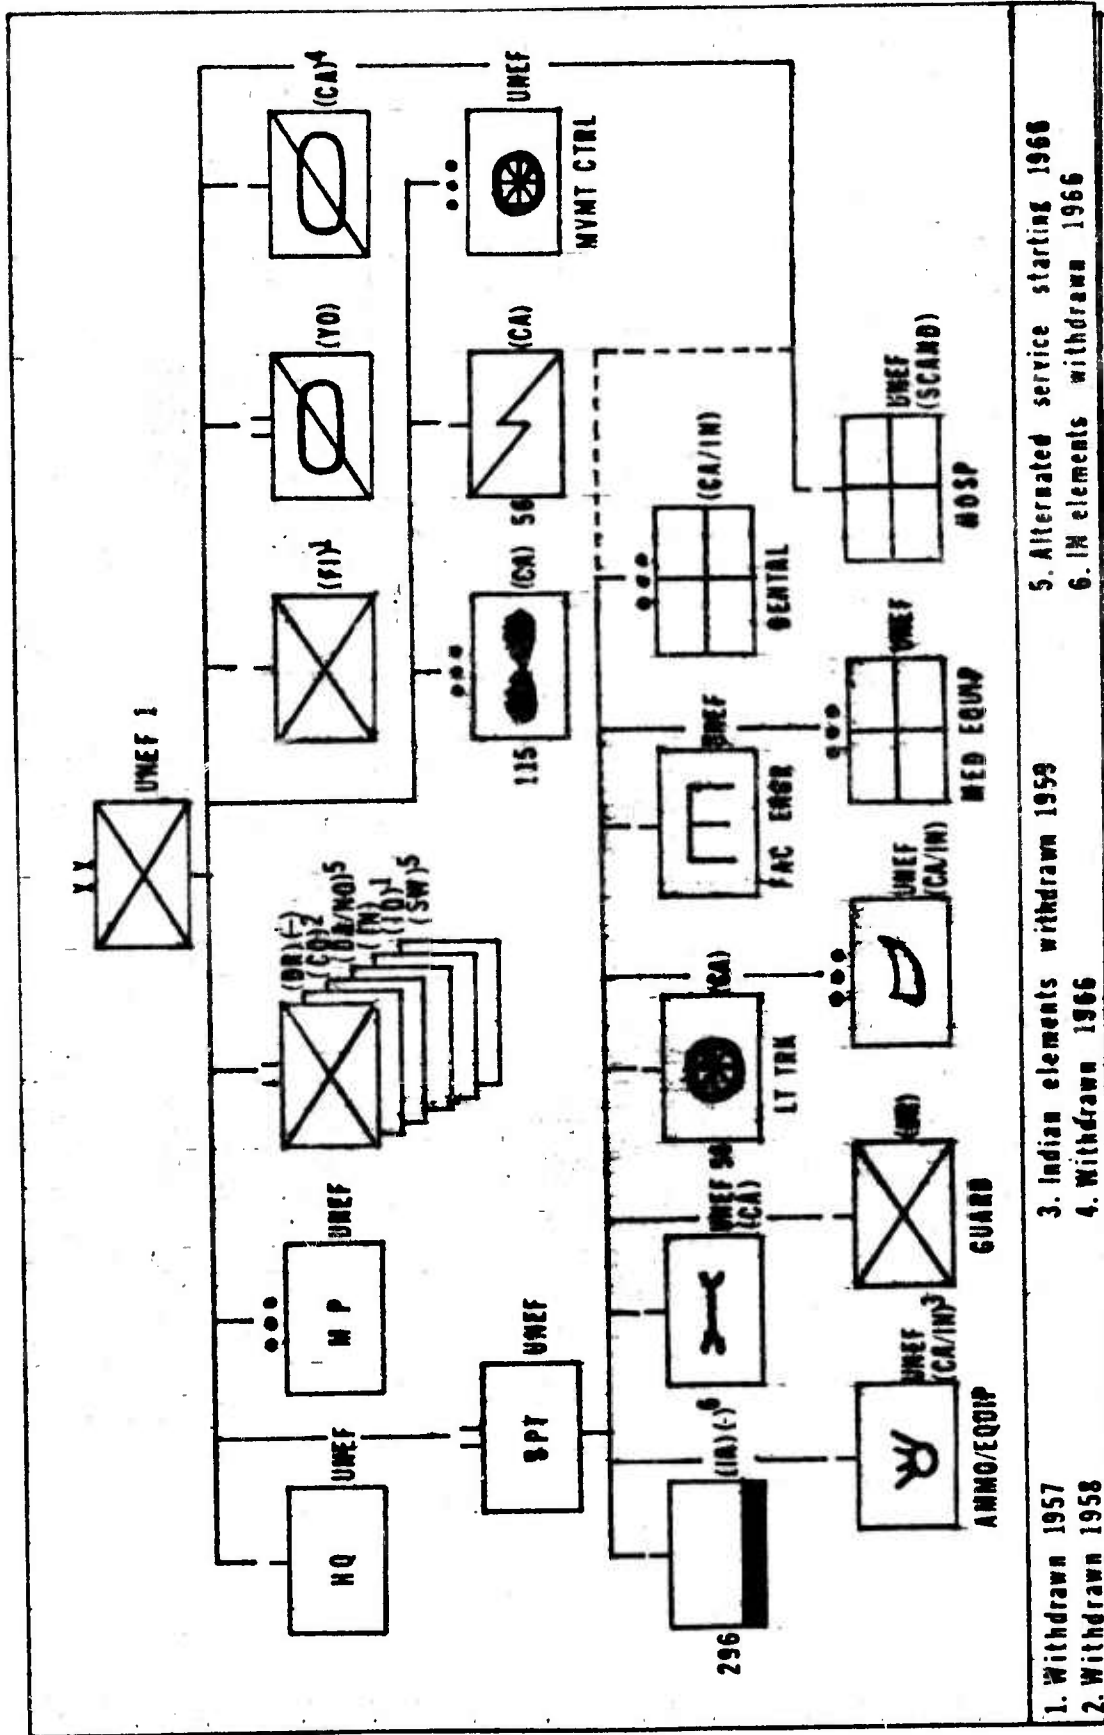 X X
UNEF 1
HQ
UNEF
M P
UNEF
(BR)(-)
(CO)2
(DA/NO)5
(IN)
(IO)1
(SW)5
(FI)1
(YO)
(CA)4
SPT
UNEF
115
(CA)
56
(CA)
MVMT CTRL
UNEF
296
(-)6
UNEF
(CA)
LT TRK
(CA)
FAC ENGR
UNEF
DENTAL
(CA/IN)
AMMO/EQUIP
UNEF
(CA/IN)3
GUARD
UNEF
(CA/IN)
MED EQUIP
UNEF
HOSP
UNEF
(SCAND)
1. Withdrawn 1957
2. Withdrawn 1958
3. Indian elements withdrawn 1959
4. Withdrawn 1966
5. Alternated service starting 1966
6. IN elements withdrawn 1966